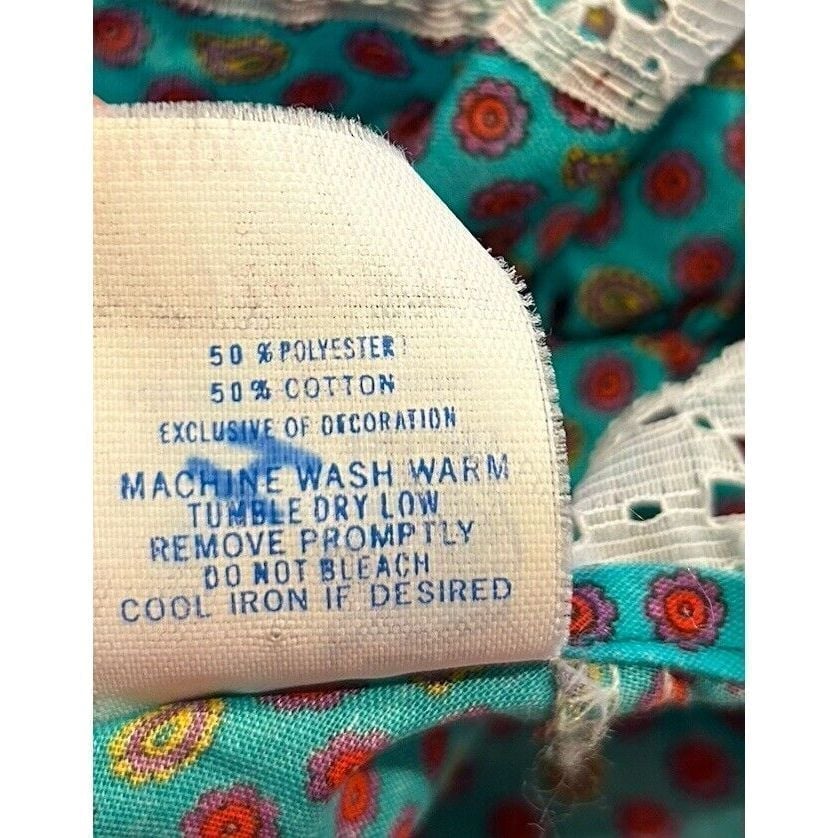 50 % POLYESTER
50% COTTON
EXCLUSIVE OF DECORATION
MACHINE WASH WARM
TUMBLE DRY LOW
REMOVE PROMPTLY
DO NOT BLEACH
COOL IRON IF DESIRED